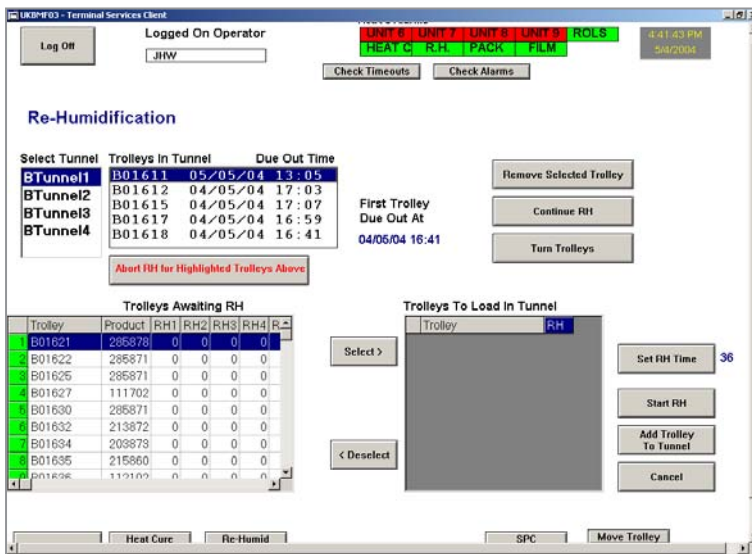 UKBMF03 - Terminal Services Client
Log Off
Logged On Operator
JHW
UNIT 6 UNIT 7 UNIT 8 UNIT 9 ROLS
HEAT C R.H. PACK FILM
4:41:43 PM
5/4/2004
Check Timeouts Check Alarms
Re-Humidification
Select Tunnel Trolleys In Tunnel Due Out Time
BTunnel1
BTunnel2
BTunnel3
BTunnel4
B01611 05/05/04 13:05
B01612 04/05/04 17:03
B01615 04/05/04 17:07
B01617 04/05/04 16:59
B01618 04/05/04 16:41
First Trolley
Due Out At
04/05/04 16:41
Remove Selected Trolley
Continue RH
Turn Trolleys
Abort RH for Highlighted Trolleys Above
Trolleys Awaiting RH
Trolley Product RH1 RH2 RH3 RH4 R
1 B01621 285878 0 0 0 0
2 B01622 285871 0 0 0 0
3 B01625 285871 0 0 0 0
4 B01627 111702 0 0 0 0
5 B01630 285871 0 0 0 0
6 B01632 213872 0 0 0 0
7 B01634 203873 0 0 0 0
8 B01635 215860 0 0 0 0
9 B01636 112102 0 0 0 0
Select >
< Deselect
Trolleys To Load In Tunnel
Trolley RH
Set RH Time 36
Start RH
Add Trolley
To Tunnel
Cancel
Heat Cure Re-Humid SPC Move Trolley